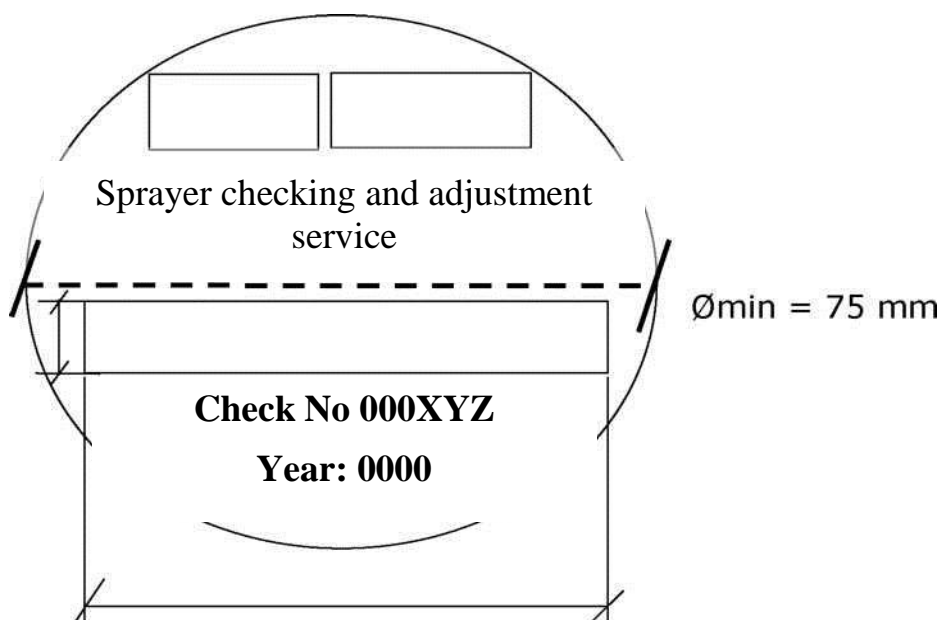 Sprayer checking and adjustment
service
Ømin = 75 mm
Check No 000XYZ
Year: 0000